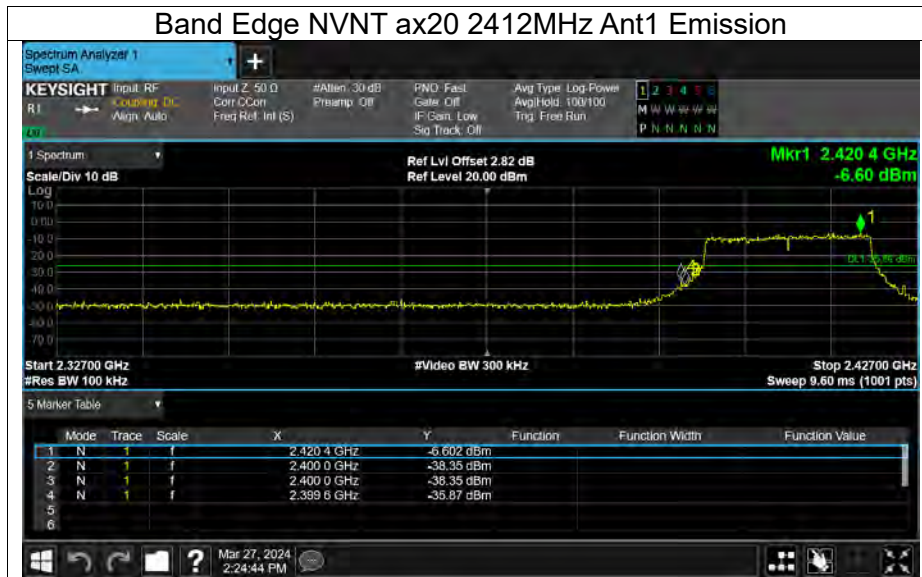 Band Edge NVNT ax20 2412MHz Ant1 Emission
Spectrum Analyzer 1
Swept SA
+
KEYSIGHT Input: RF Input Z: 50 Ω #Atten: 30 dB PNO: Fast Avg Type: Log-Power 1 2 3 4 5 6
R L Coupling: DC Corr CCorr Preamp: Off Gate: Off Avg|Hold: 100/100 M W W W W W
Align: Auto Freq Ref: Int (S) IF Gain: Low Trig: Free Run
Sig Track: Off P N N N N N
1 Spectrum Ref Lvl Offset 2.82 dB Mkr1 2.420 4 GHz
Scale/Div 10 dB Ref Level 20.00 dBm -6.60 dBm
Log
10.0
0.00
-10.0
-20.0
-30.0
-40.0
-50.0
-60.0
-70.0
1
Start 2.32700 GHz #Video BW 300 kHz Stop 2.42700 GHz
#Res BW 100 kHz Sweep 9.60 ms (1001 pts)
5 Marker Table
Mode Trace Scale X Y Function Function Width Function Value
1 N 1 f 2.420 4 GHz -6.602 dBm
2 N 1 f 2.400 0 GHz -38.35 dBm
3 N 1 f 2.400 0 GHz -38.35 dBm
4 N 1 f 2.399 6 GHz -35.87 dBm
5
6
? Mar 27, 2024
2:24:44 PM